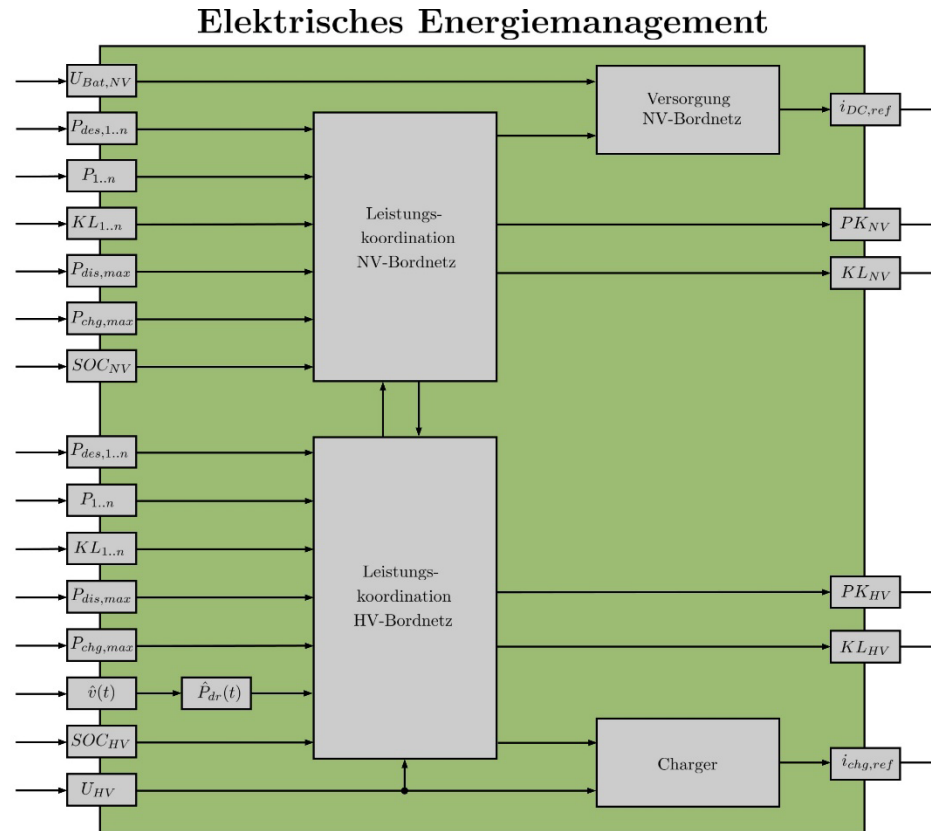 Elektrisches Energiemanagement
U_{Bat,NV}
P_{des,1..n}
P_{1..n}
KL_{1..n}
P_{dis,max}
P_{chg,max}
SOC_{NV}
Leistungs-
koordination
NV-Bordnetz
Versorgung
NV-Bordnetz
i_{DC,ref}
PK_{NV}
KL_{NV}
P_{des,1..n}
P_{1..n}
KL_{1..n}
P_{dis,max}
P_{chg,max}
v̂(t)
P̂_{dr}(t)
SOC_{HV}
U_{HV}
Leistungs-
koordination
HV-Bordnetz
Charger
PK_{HV}
KL_{HV}
i_{chg,ref}